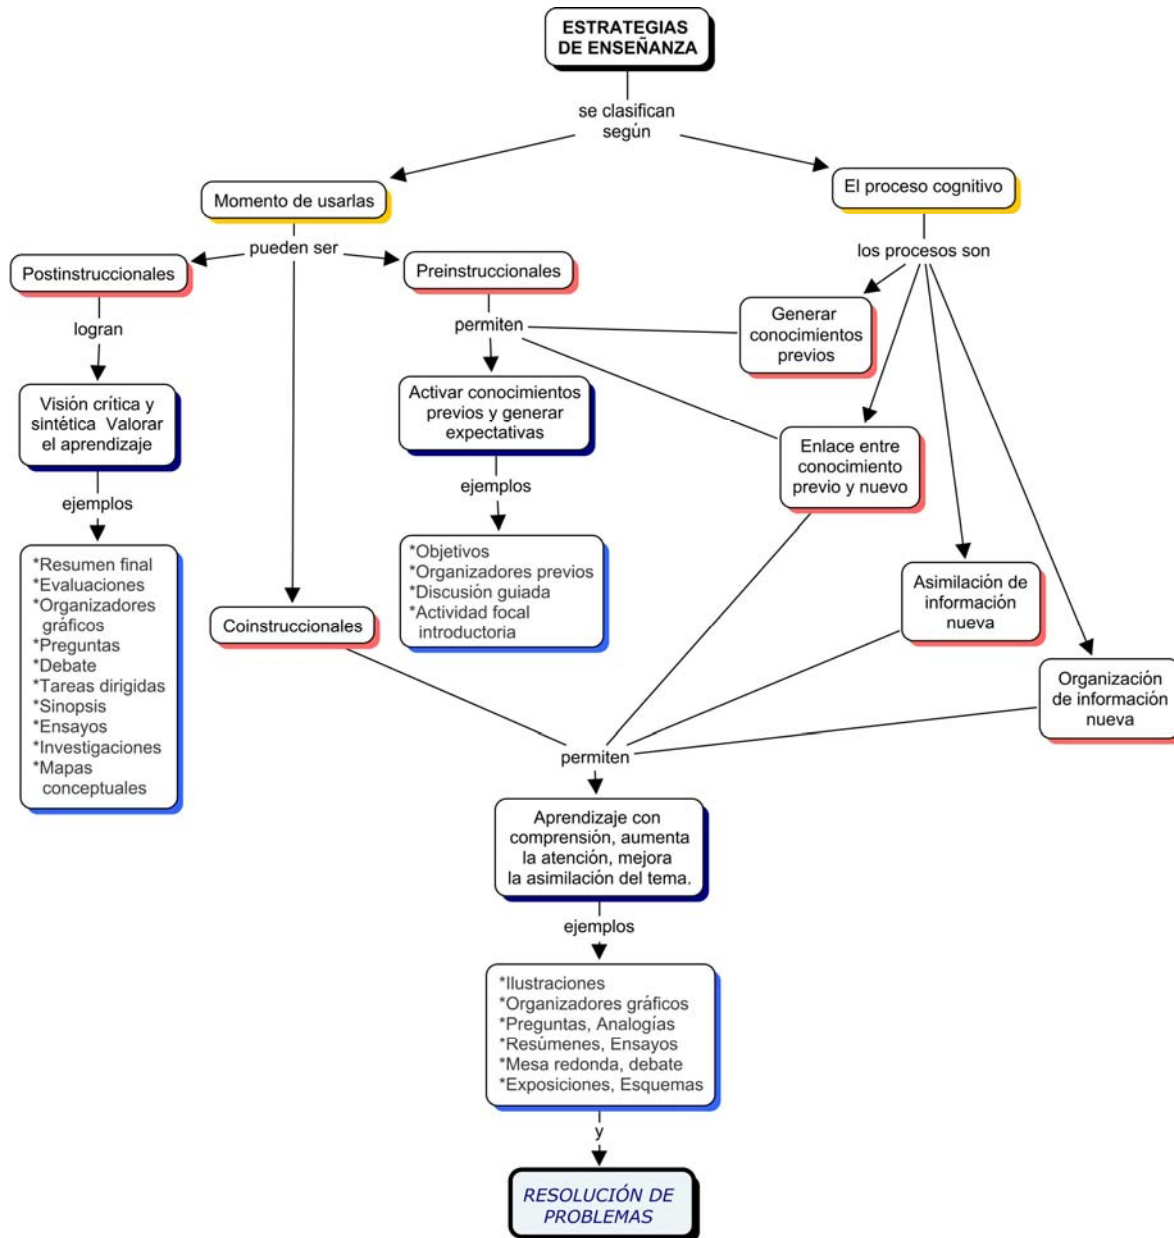 ESTRATEGIAS
DE ENSEÑANZA
se clasifican
según
Momento de usarlas
El proceso cognitivo
pueden ser
los procesos son
Postinstruccionales
Preinstruccionales
logran
permiten
Generar
conocimientos
previos
Visión crítica y
sintética Valorar
el aprendizaje
Activar conocimientos
previos y generar
expectativas
Enlace entre
conocimiento
previo y nuevo
ejemplos
ejemplos
*Resumen final
*Evaluaciones
*Organizadores
gráficos
*Preguntas
*Debate
*Tareas dirigidas
*Sinopsis
*Ensayos
*Investigaciones
*Mapas
conceptuales
Coinstruccionales
*Objetivos
*Organizadores previos
*Discusión guiada
*Actividad focal
introductoria
Asimilación de
información
nueva
Organización
de información
nueva
permiten
Aprendizaje con
comprensión, aumenta
la atención, mejora
la asimilación del tema.
ejemplos
*Ilustraciones
*Organizadores gráficos
*Preguntas, Analogías
*Resúmenes, Ensayos
*Mesa redonda, debate
*Exposiciones, Esquemas
y
RESOLUCIÓN DE
PROBLEMAS